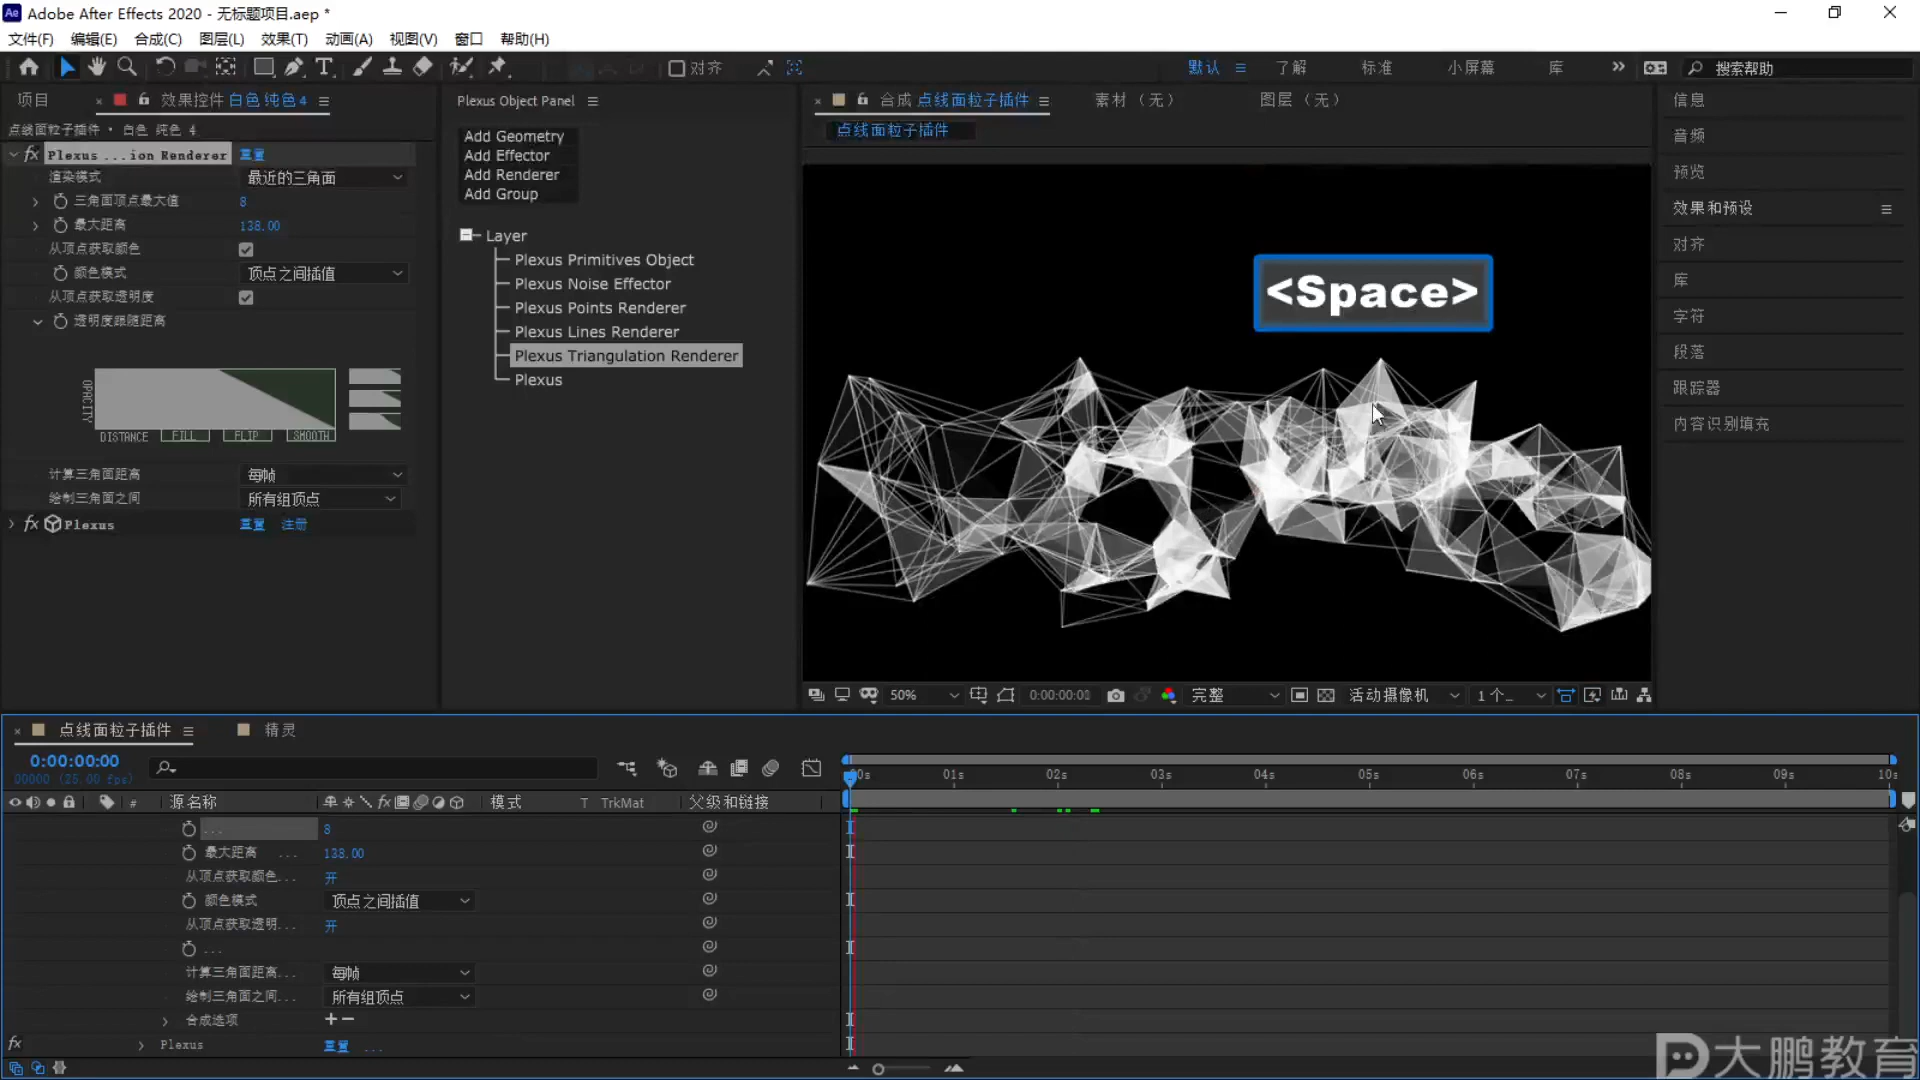 Ae Adobe After Effects 2020 - 无标题项目.aep *
文件(F) 编辑(E) 合成(C) 图层(L) 效果(T) 动画(A) 视图(V) 窗口 帮助(H)
对齐 默认 了解 标准 小屏幕 库 搜索帮助
项目 效果控件 白色 纯色 4
点线面粒子插件 • 白色 纯色 4
fx Plexus ...ion Renderer 重置
渲染模式 最近的三角面
三角面顶点最大值 8
最大距离 138.00
从顶点获取颜色
颜色模式 顶点之间插值
从顶点获取透明度
透明度跟随距离
OPACITY
DISTANCE FILL FLIP SMOOTH
计算三角面距离 每帧
绘制三角面之间 所有组顶点
fx Plexus 重置 注册
Plexus Object Panel
Add Geometry
Add Effector
Add Renderer
Add Group
Layer
Plexus Primitives Object
Plexus Noise Effector
Plexus Points Renderer
Plexus Lines Renderer
Plexus Triangulation Renderer
Plexus
合成 点线面粒子插件 素材 (无) 图层 (无)
点线面粒子插件
<Space>
50% 0:00:00:01 完整 活动摄像机 1个...
信息
音频
预览
效果和预设
对齐
库
字符
段落
跟踪器
内容识别填充
点线面粒子插件 精灵
0:00:00:00
00000 (25.00 fps)
00s 01s 02s 03s 04s 05s 06s 07s 08s 09s 10s
# 源名称 fx 模式 T TrkMat 父级和链接
... 8
最大距离 ... 138.00
从顶点获取颜色... 开
颜色模式 顶点之间插值
从顶点获取透明... 开
...
计算三角面距离... 每帧
绘制三角面之间... 所有组顶点
合成选项 +−
fx Plexus 重置 ...
大鹏教育